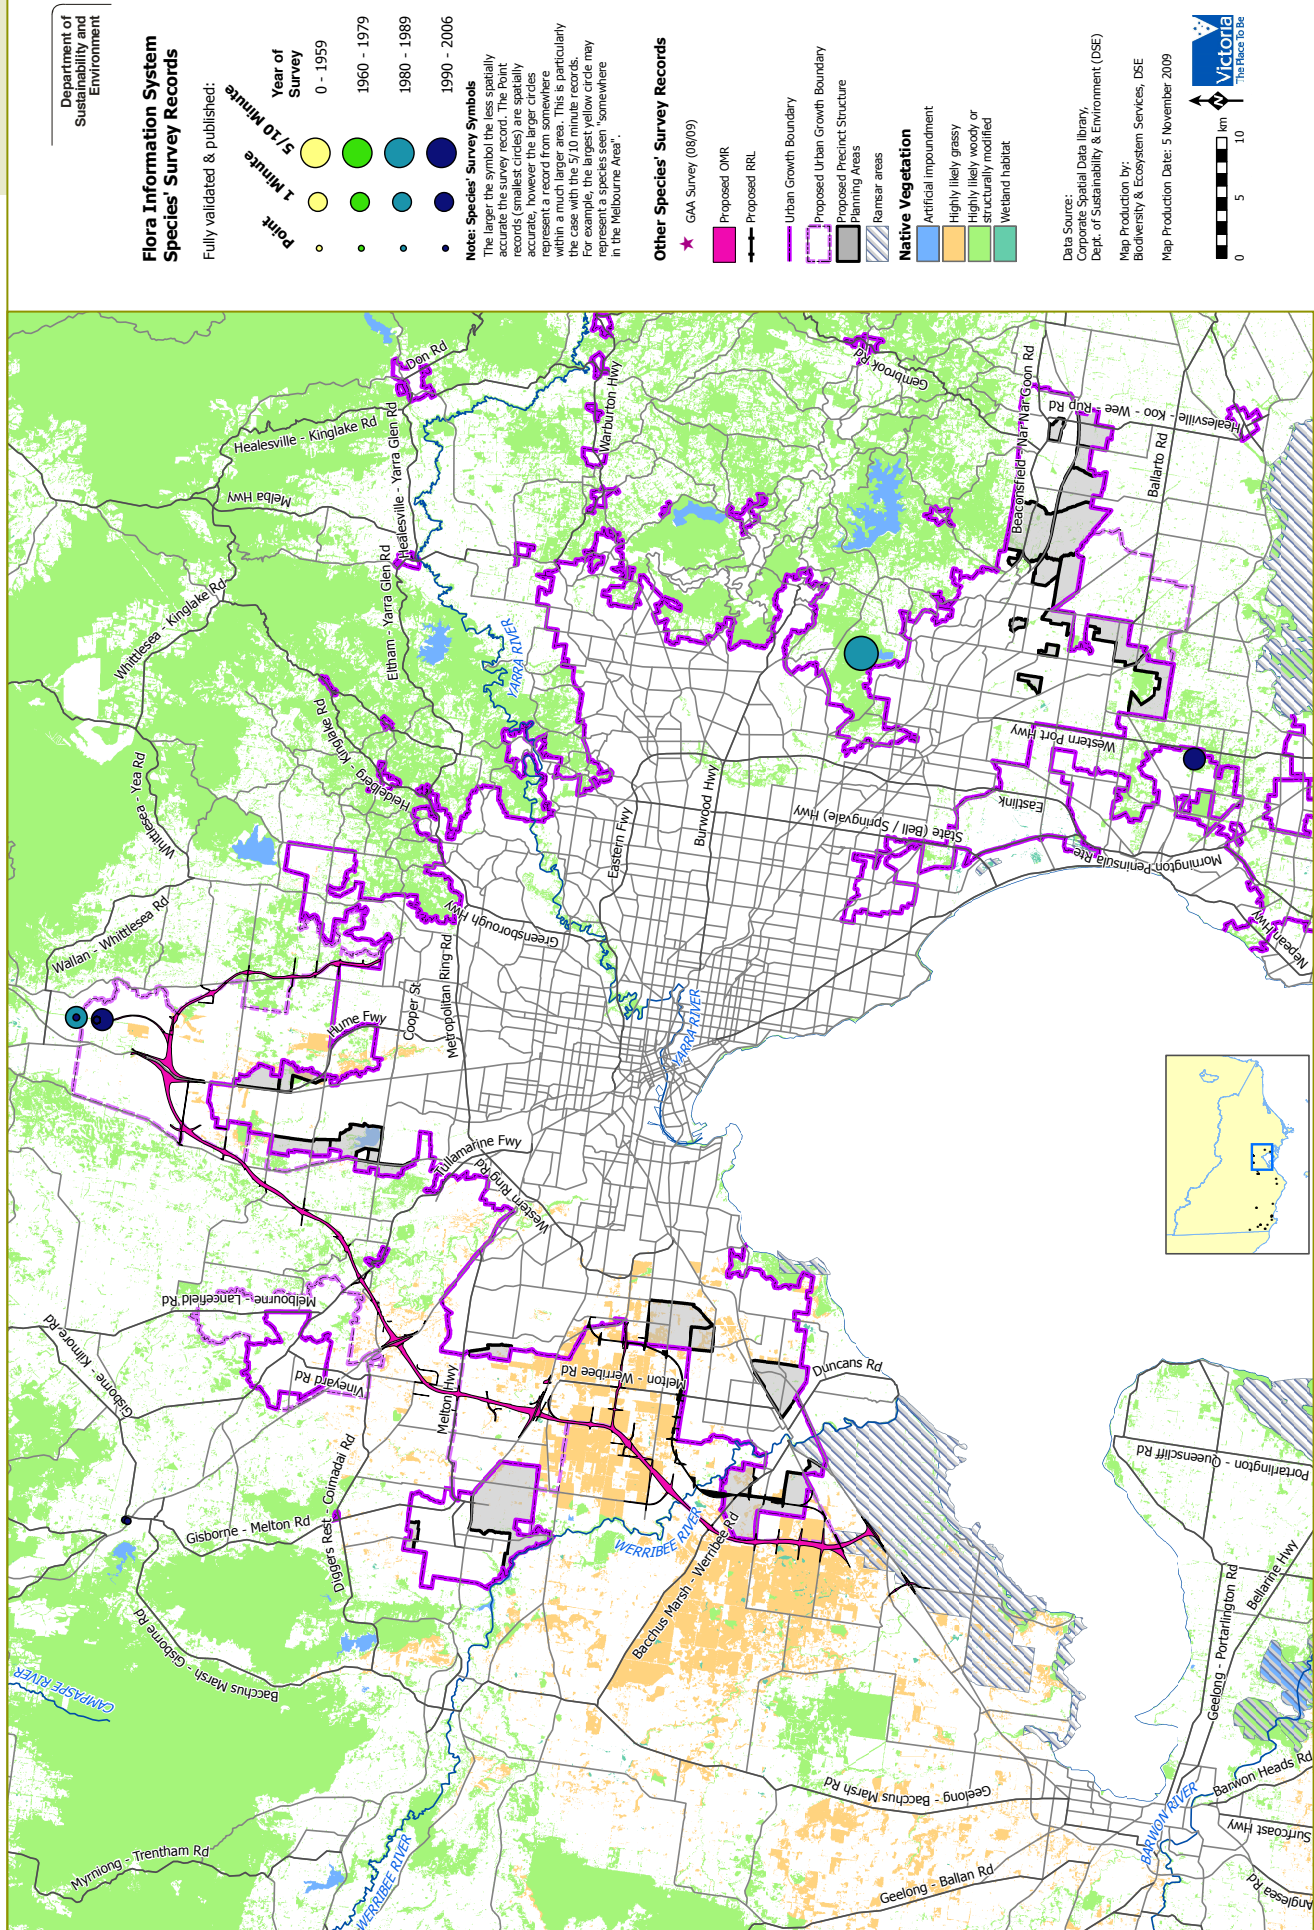 Department of
Sustainability and
Environment
Flora Information System
Species' Survey Records
Fully validated & published:
Point
1 Minute
5/10 Minute
Year of
Survey
0 - 1959
1960 - 1979
1980 - 1989
1990 - 2006
Note: Species' Survey Symbols
The larger the symbol the less spatially
accurate the survey record. The Point
records (smallest circles) are spatially
accurate, however the larger circles
represent a record from somewhere
within a much larger area. This is particularly
the case with the 5/10 minute records.
For example, the largest yellow circle may
represent a species seen "somewhere
in the Melbourne Area".
Other Species' Survey Records
GAA Survey (08/09)
Proposed OMR
Proposed RRL
Urban Growth Boundary
Proposed Urban Growth Boundary
Proposed Precinct Structure
Planning Areas
Ramsar areas
Native Vegetation
Artificial impoundment
Highly likely grassy
Highly likely woody or
structurally modified
Wetland habitat
Data Source:
Corporate Spatial Data library,
Dept. of Sustainability & Environment (DSE)
Map Production by:
Biodiversity & Ecosystem Services, DSE
Map Production Date: 5 November 2009
0 5 10
km
N
Victoria
The Place To Be
Don Rd
Healesville - Kinglake Rd
Melba Hwy
Healesville - Yarra Glen Rd
Warburton Hwy
Gembrook Rd
Beaconsfield - Nar Nar Goon Rd
Healesville - Koo - Wee - Rup Rd
Ballarto Rd
Whittlesea - Kinglake Rd
Eltham - Yarra Glen Rd
YARRA RIVER
Heidelberg - Kinglake Rd
Whittlesea - Yea Rd
Western Port Hwy
Eastlink
State (Bell / Springvale) Hwy
Burwood Hwy
Eastern Fwy
Mornington Peninsula Rte
Nepean Hwy
Wallan - Whittlesea Rd
Greensborough Hwy
Metropolitan Ring Rd
Cooper St
Hume Fwy
YARRA RIVER
Tullamarine Fwy
Western Ring Rd
Melbourne - Lancefield Rd
Gisborne - Kilmore Rd
Vineyard Rd
Melton Hwy
Melton - Werribee Rd
Duncans Rd
Diggers Rest - Coimadai Rd
Gisborne - Melton Rd
WERRIBEE RIVER
Bacchus Marsh - Werribee Rd
Bacchus Marsh - Gisborne Rd
CAMPASPE RIVER
Portarlington - Queenscliff Rd
Geelong - Portarlington Rd
Bellarine Hwy
Geelong - Bacchus Marsh Rd
Barwon Heads Rd
BARWON RIVER
Surfcoast Hwy
Anglesea Rd
Geelong - Ballan Rd
Myrniong - Trentham Rd
WERRIBEE RIVER